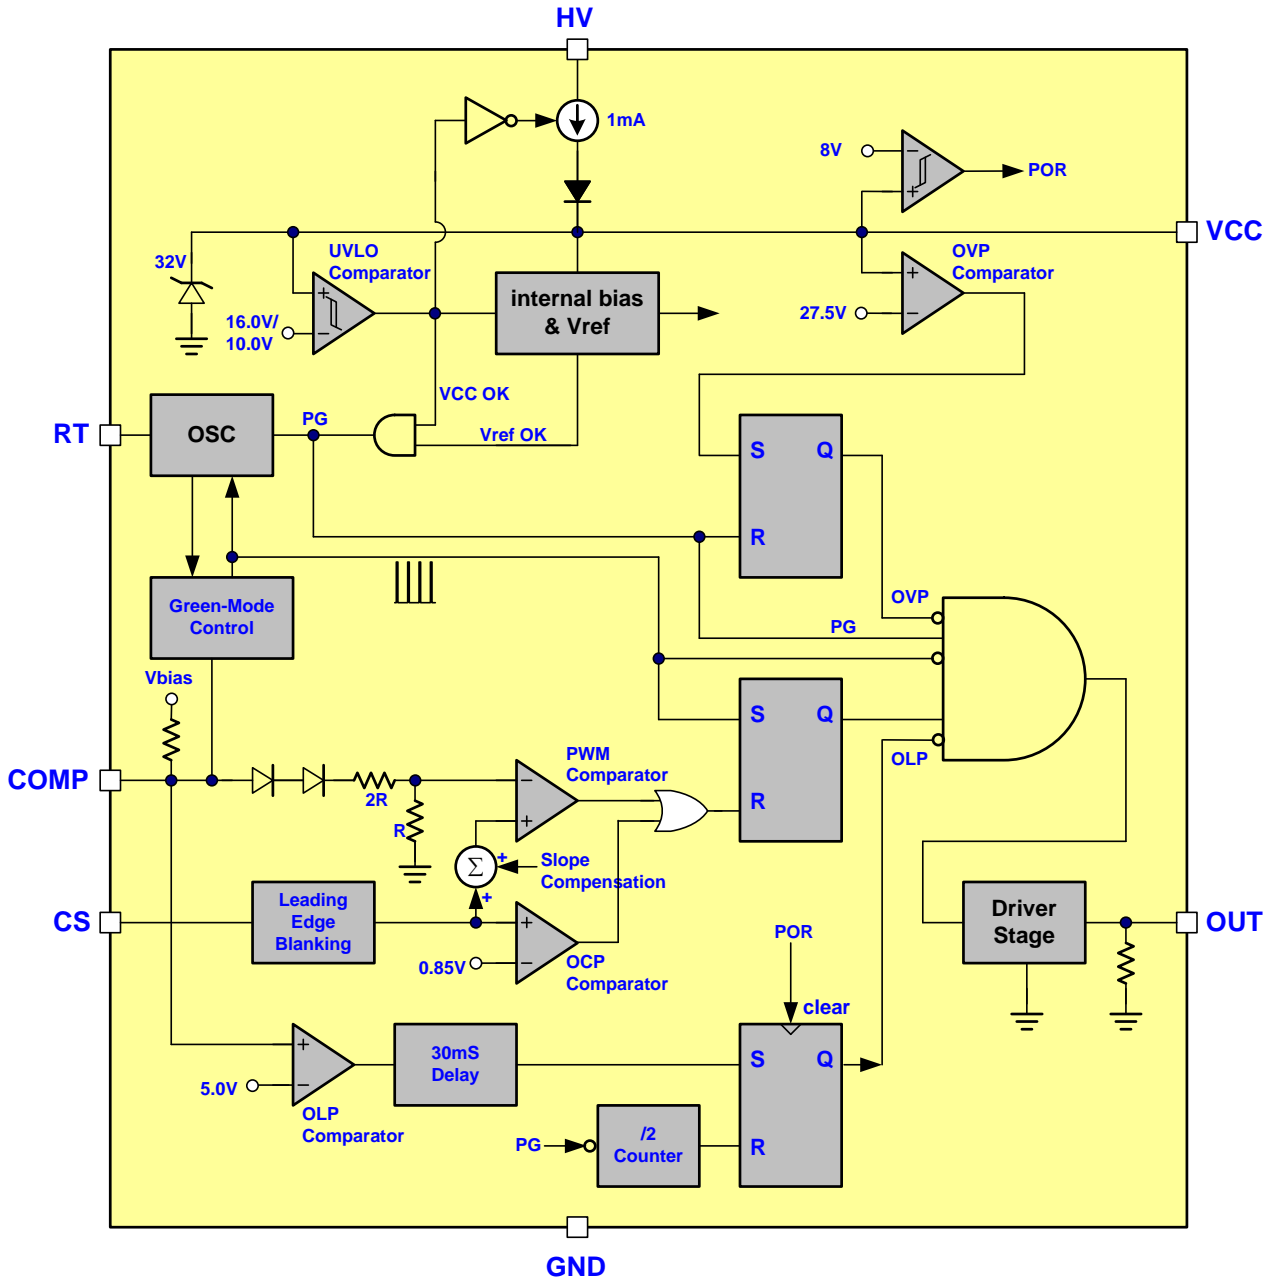 HV
1mA
8V
POR
VCC
UVLO
Comparator
32V
OVP
Comparator
internal bias
& Vref
16.0V/
10.0V
27.5V
VCC OK
PG
RT
OSC
Vref OK
S
Q
R
Green-Mode
Control
OVP
PG
Vbias
S
Q
PWM
Comparator
OLP
COMP
2R
R
R
+
Σ
Slope
Compensation
+
Leading
Edge
Blanking
CS
Driver
Stage
OUT
POR
0.85V
OCP
Comparator
clear
30mS
Delay
S
Q
5.0V
OLP
Comparator
/2
Counter
PG
R
GND